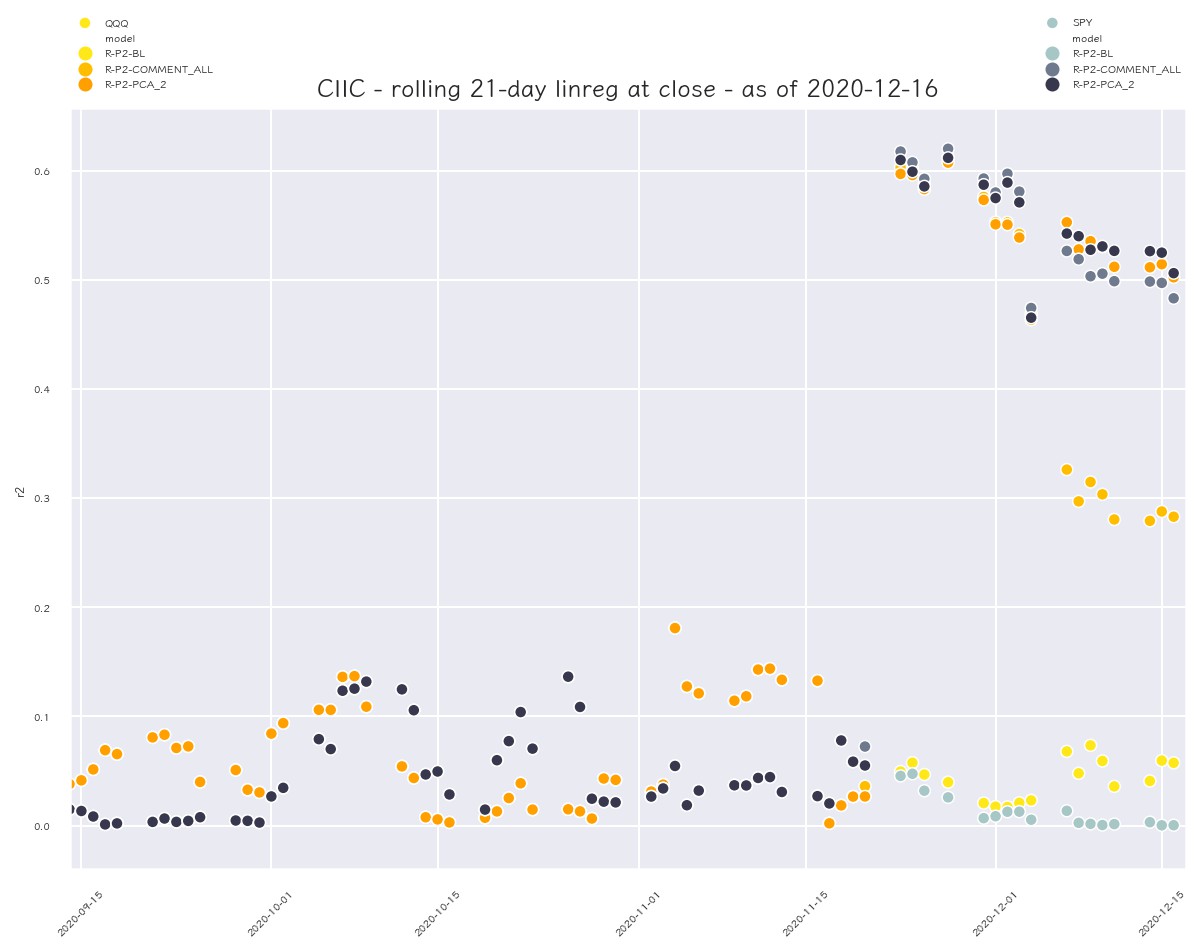 QQQ
model
R-P2-BL
R-P2-COMMENT_ALL
R-P2-PCA_2
SPY
model
R-P2-BL
R-P2-COMMENT_ALL
R-P2-PCA_2
CIIC - rolling 21-day linreg at close - as of 2020-12-16
r2
0.6
0.5
0.4
0.3
0.2
0.1
0.0
2020-09-15
2020-10-01
2020-10-15
2020-11-01
2020-11-15
2020-12-01
2020-12-15